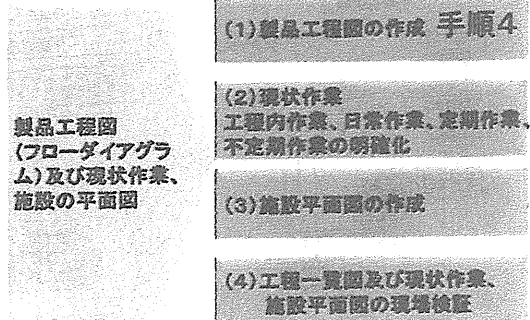 製品工程図
(フローダイアグラ
ム)及び現状作業、
施設の平面図
(1)製品工程図の作成 手順4
(2)現状作業
工程内作業、日常作業、定期作業、
不定期作業の明確化
(3)施設平面図の作成
(4)工程一覧図及び現状作業、
施設平面図の現場検証